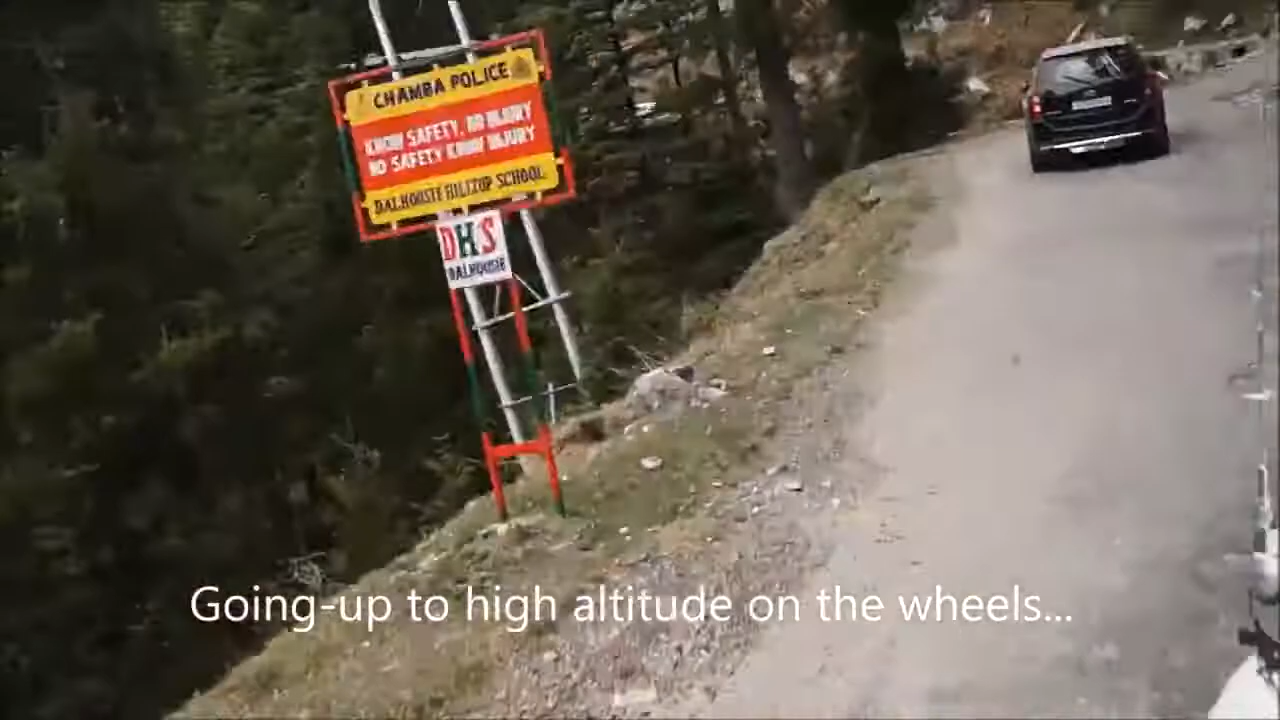 CHAMBA POLICE
KNOW SAFETY, NO INJURY
NO SAFETY KNOW INJURY
DALHOUSIE HILLTOP SCHOOL
DHS
DALHOUSIE
Going-up to high altitude on the wheels...